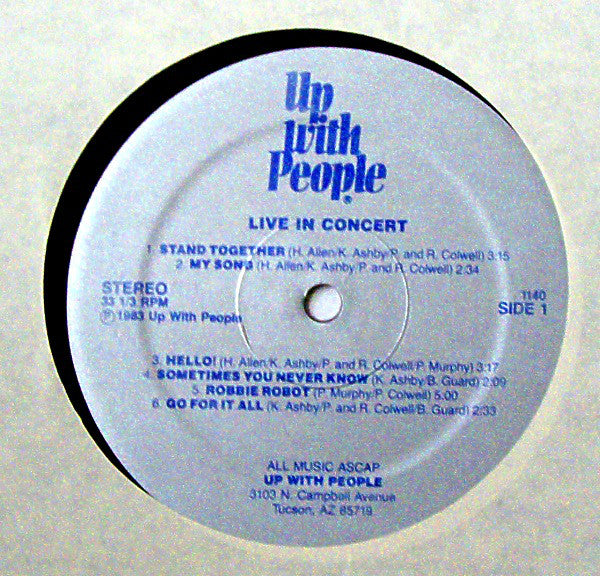 Up
with
People®
LIVE IN CONCERT
1. STAND TOGETHER (H. Allen/K. Ashby/P. and R. Colwell) 3:15
2. MY SONG (H. Allen/K. Ashby/P. and R. Colwell) 2:34
STEREO
33 1/3 RPM
℗ 1983 Up With People
1140
SIDE 1
3. HELLO! (H. Allen/K. Ashby/P. and R. Colwell/P. Murphy) 3:17
4. SOMETIMES YOU NEVER KNOW (K. Ashby/B. Guard) 2:09
5. ROBBIE ROBOT (P. Murphy/P. Colwell) 5:00
6. GO FOR IT ALL (K. Ashby/P. and R. Colwell/B. Guard) 2:33
ALL MUSIC ASCAP
UP WITH PEOPLE
3103 N. Campbell Avenue
Tucson, AZ 85719